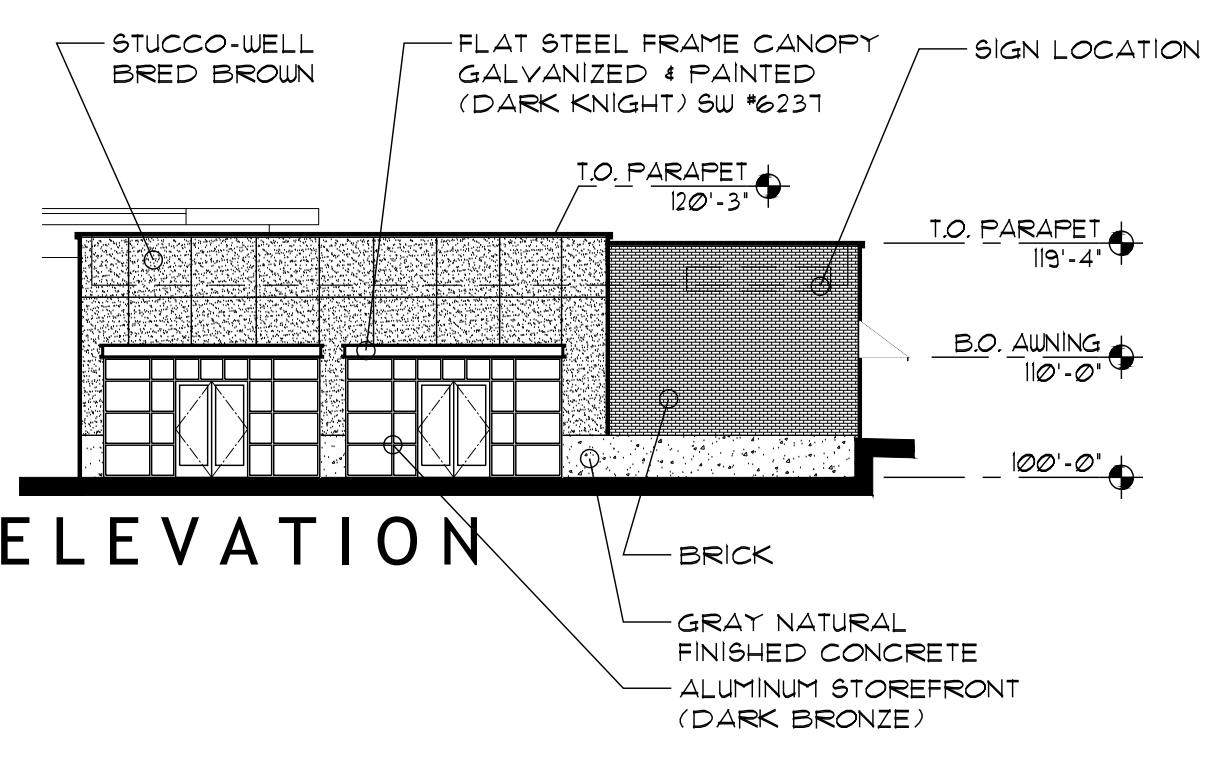 STUCCO-WELL
BRED BROWN
FLAT STEEL FRAME CANOPY
GALVANIZED & PAINTED
(DARK KNIGHT) SW #6237
SIGN LOCATION
T.O. PARAPET
120'-3"
T.O. PARAPET
119'-4"
B.O. AWNING
110'-0"
100'-0"
ELEVATION
BRICK
GRAY NATURAL
FINISHED CONCRETE
ALUMINUM STOREFRONT
(DARK BRONZE)